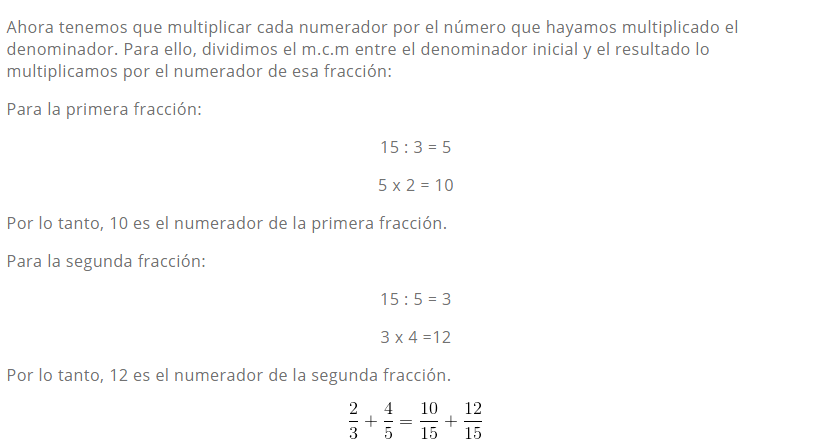 Ahora tenemos que multiplicar cada numerador por el número que hayamos multiplicado el
denominador. Para ello, dividimos el m.c.m entre el denominador inicial y el resultado lo
multiplicamos por el numerador de esa fracción:
Para la primera fracción:
15 : 3 = 5
5 x 2 = 10
Por lo tanto, 10 es el numerador de la primera fracción.
Para la segunda fracción:
15 : 5 = 3
3 x 4 =12
Por lo tanto, 12 es el numerador de la segunda fracción.
2/3 + 4/5 = 10/15 + 12/15